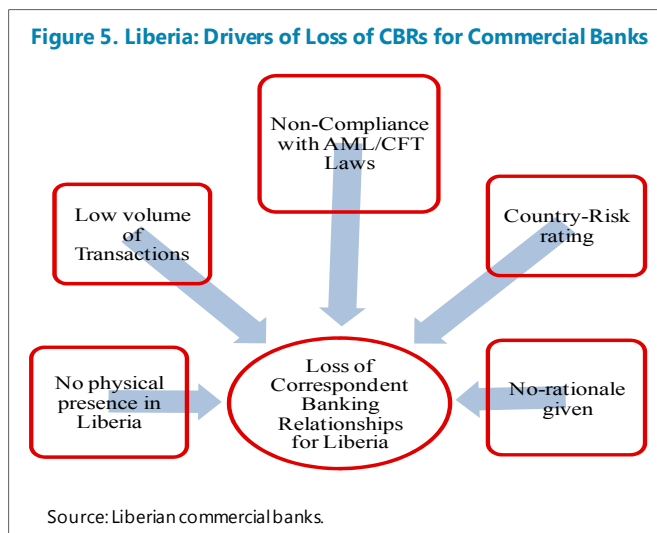 Figure 5. Liberia: Drivers of Loss of CBRs for Commercial Banks
Non-Compliance
with AML/CFT
Laws
Low volume
of
Transactions
Country-Risk
rating
No physical
presence in
Liberia
Loss of
Correspondent
Banking
Relationships
for Liberia
No-rationale
given
Source: Liberian commercial banks.